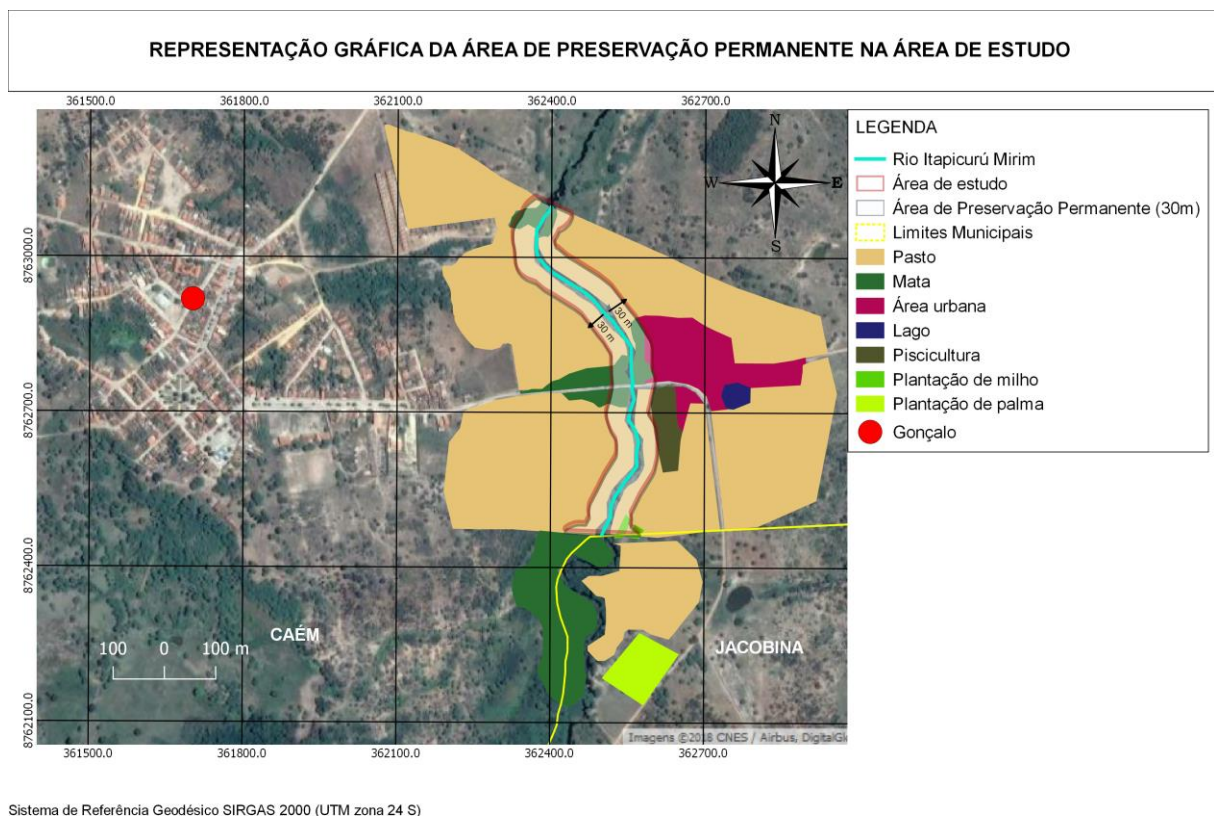 REPRESENTAÇÃO GRÁFICA DA ÁREA DE PRESERVAÇÃO PERMANENTE NA ÁREA DE ESTUDO
361500.0 361800.0 362100.0 362400.0 362700.0
8763000.0
8762700.0
8762400.0
8762100.0
N
W E
S
30 m
30 m
CAÉM
JACOBINA
100 0 100 m
Imagens ©2018 CNES / Airbus, DigitalGl
361500.0 361800.0 362100.0 362400.0 362700.0
LEGENDA
Rio Itapicurú Mirim
Área de estudo
Área de Preservação Permanente (30m)
Limites Municipais
Pasto
Mata
Área urbana
Lago
Piscicultura
Plantação de milho
Plantação de palma
Gonçalo
Sistema de Referência Geodésico SIRGAS 2000 (UTM zona 24 S)